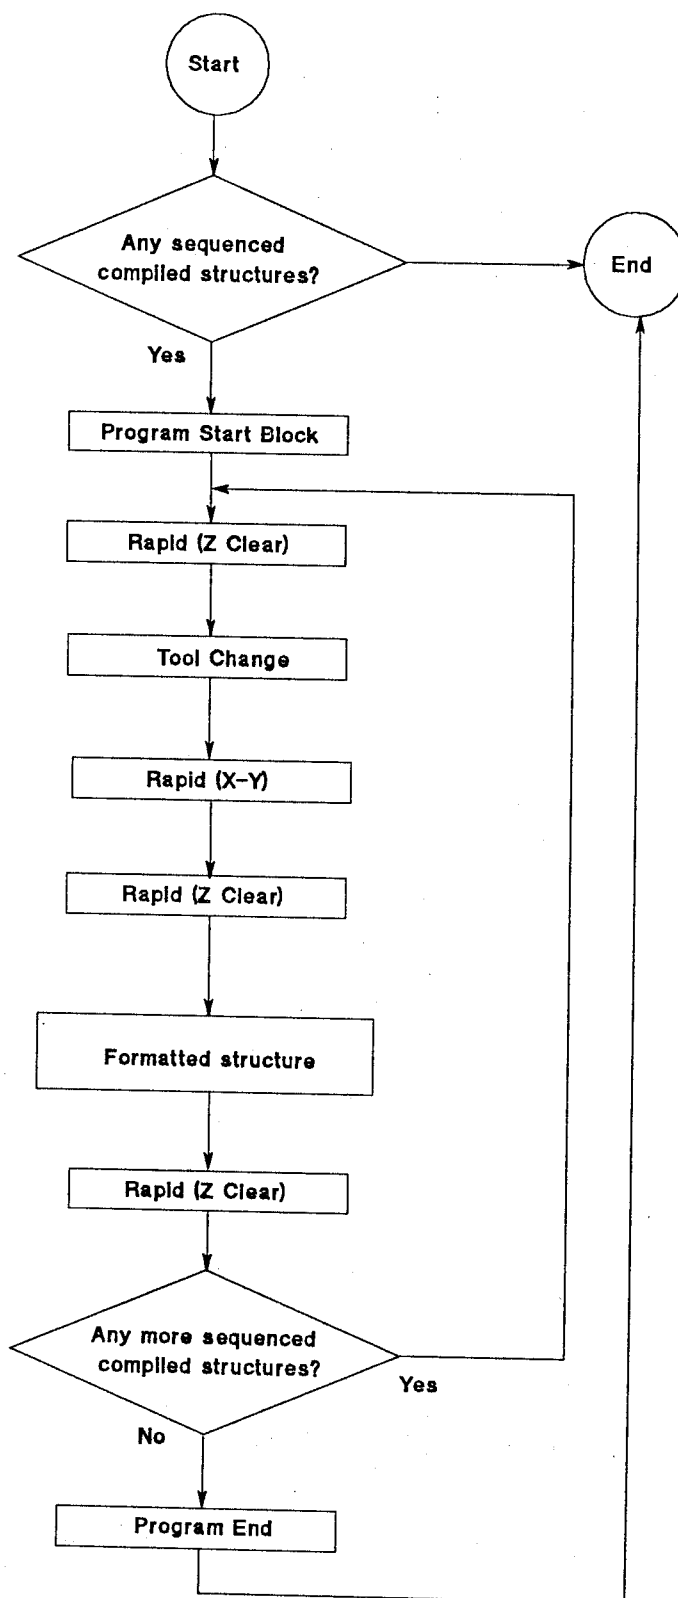 Start
Any sequenced
compiled structures?
End
Yes
Program Start Block
Rapid (Z Clear)
Tool Change
Rapid (X-Y)
Rapid (Z Clear)
Formatted structure
Rapid (Z Clear)
Any more sequenced
compiled structures?
Yes
No
Program End